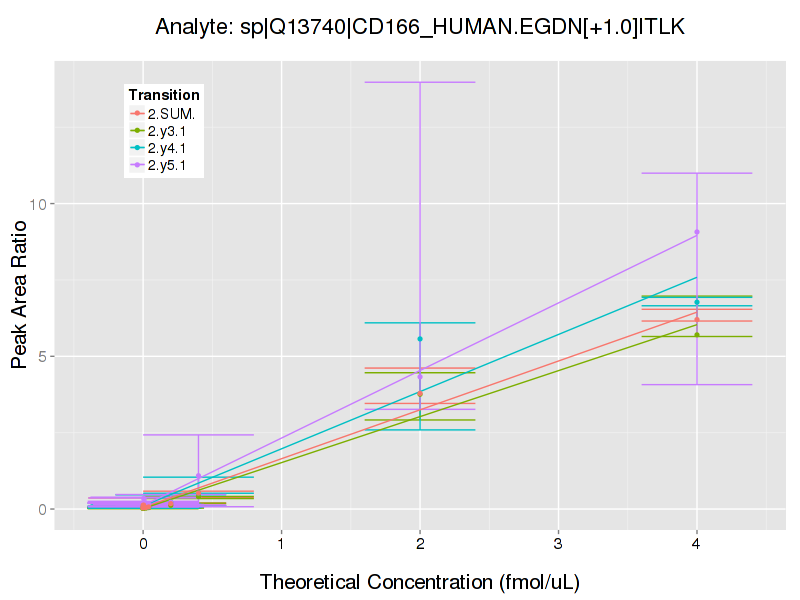 Analyte: sp|Q13740|CD166_HUMAN.EGDN[+1.0]ITLK
Transition
2.SUM.
2.y3.1
2.y4.1
2.y5.1
10
5
0
Peak Area Ratio
0 1 2 3 4
Theoretical Concentration (fmol/uL)